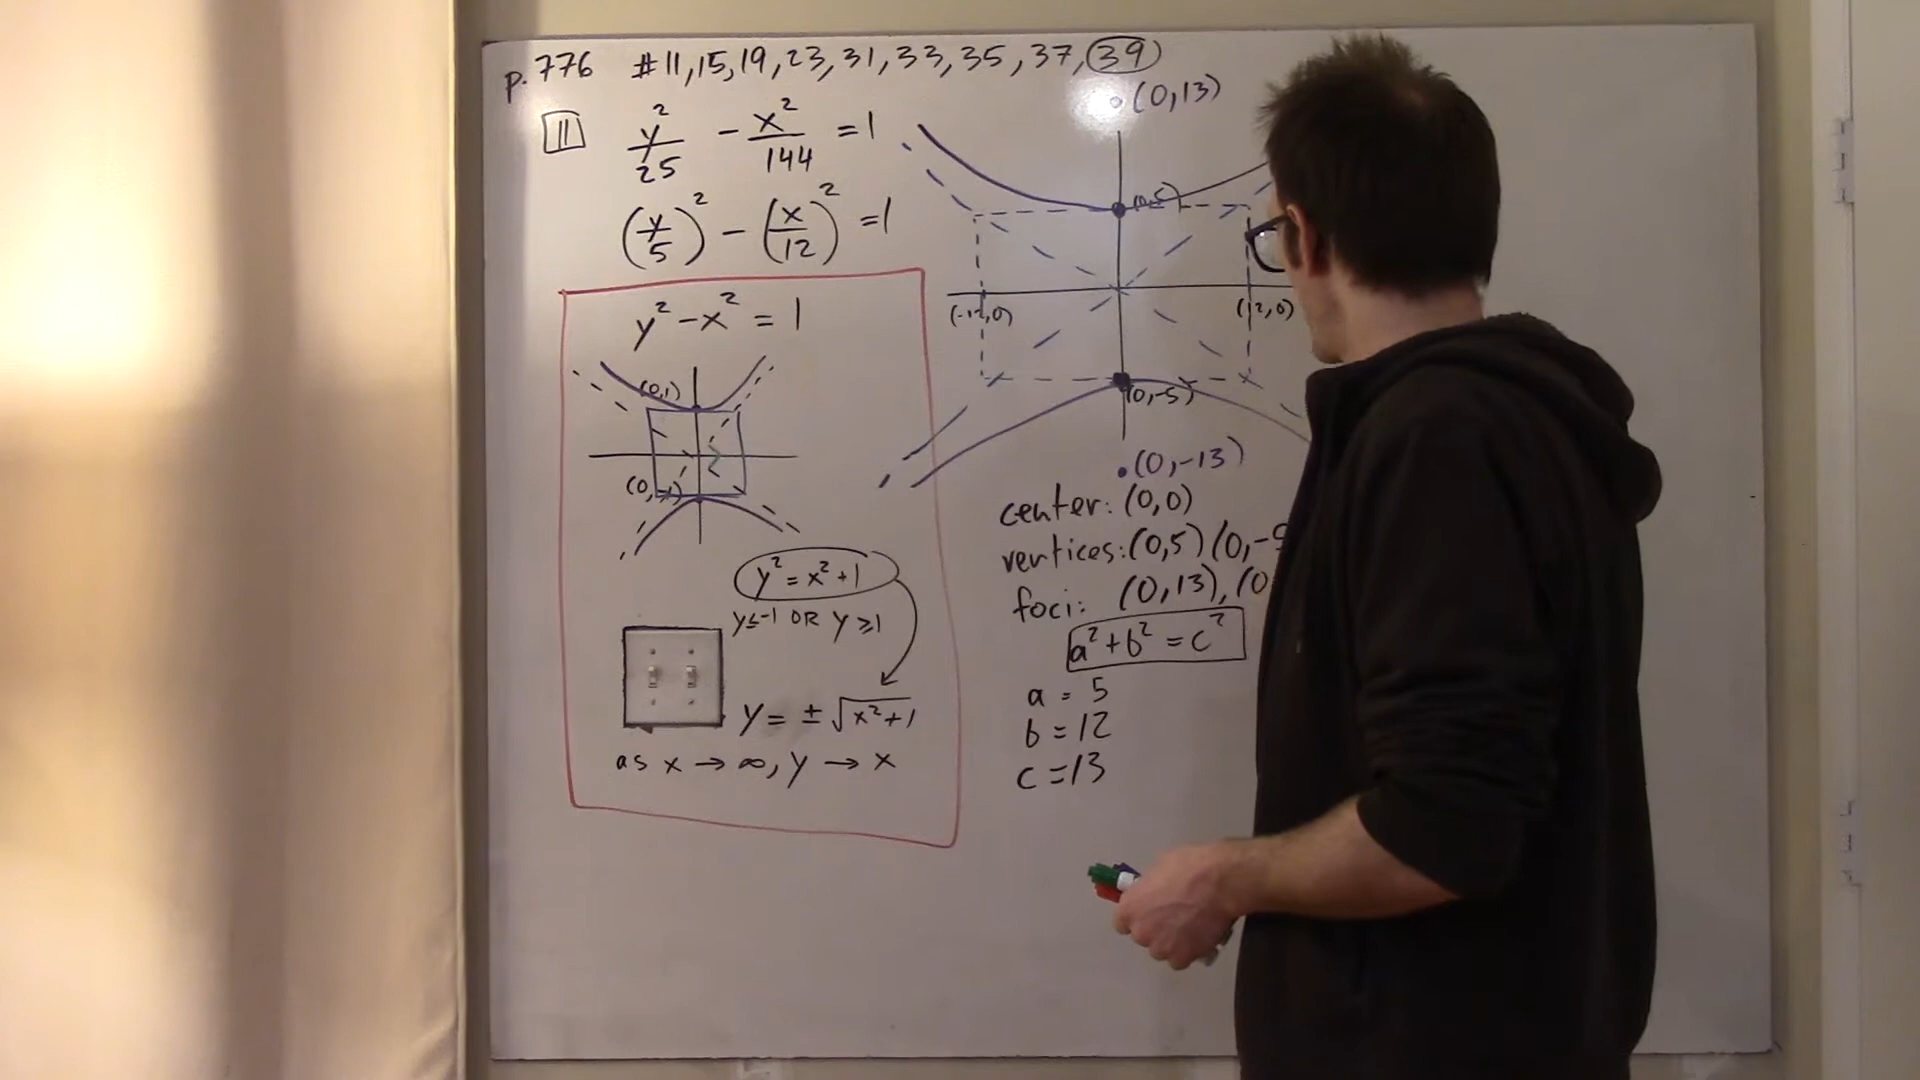 p. 776 #11, 15, 19, 23, 31, 33, 35, 37, 39
11 y²/25 - x²/144 = 1
(y/5)² - (x/12)² = 1
y² - x² = 1
(0,1)
(0,-1)
y² = x² + 1
y ≤ -1 OR y ≥ 1
y = ± √(x² + 1)
as x → ∞, y → x
(0,13)
(0,5)
(-12,0)
(12,0)
(0,-5)
(0,-13)
center: (0,0)
vertices: (0,5) (0,-5
foci: (0,13), (0
a² + b² = c²
a = 5
b = 12
c = 13